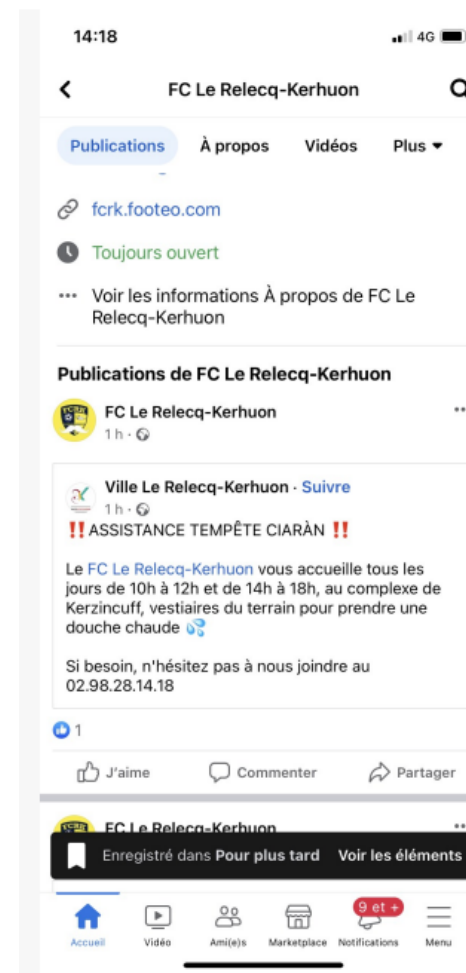 14:18
4G
FC Le Relecq-Kerhuon
Publications À propos Vidéos Plus
fcrk.footeo.com
Toujours ouvert
Voir les informations À propos de FC Le
Relecq-Kerhuon
Publications de FC Le Relecq-Kerhuon
FCRK
FC Le Relecq-Kerhuon
1 h ·
Ville Le Relecq-Kerhuon · Suivre
1 h ·
‼️ ASSISTANCE TEMPÊTE CIARÀN ‼️
Le FC Le Relecq-Kerhuon vous accueille tous les
jours de 10h à 12h et de 14h à 18h, au complexe de
Kerzincuff, vestiaires du terrain pour prendre une
douche chaude 💦
Si besoin, n'hésitez pas à nous joindre au
02.98.28.14.18
1
J'aime Commenter Partager
FCRK
FC Le Relecq-Kerhuon
Enregistré dans Pour plus tard Voir les éléments
9 et +
Accueil Vidéo Ami(e)s Marketplace Notifications Menu